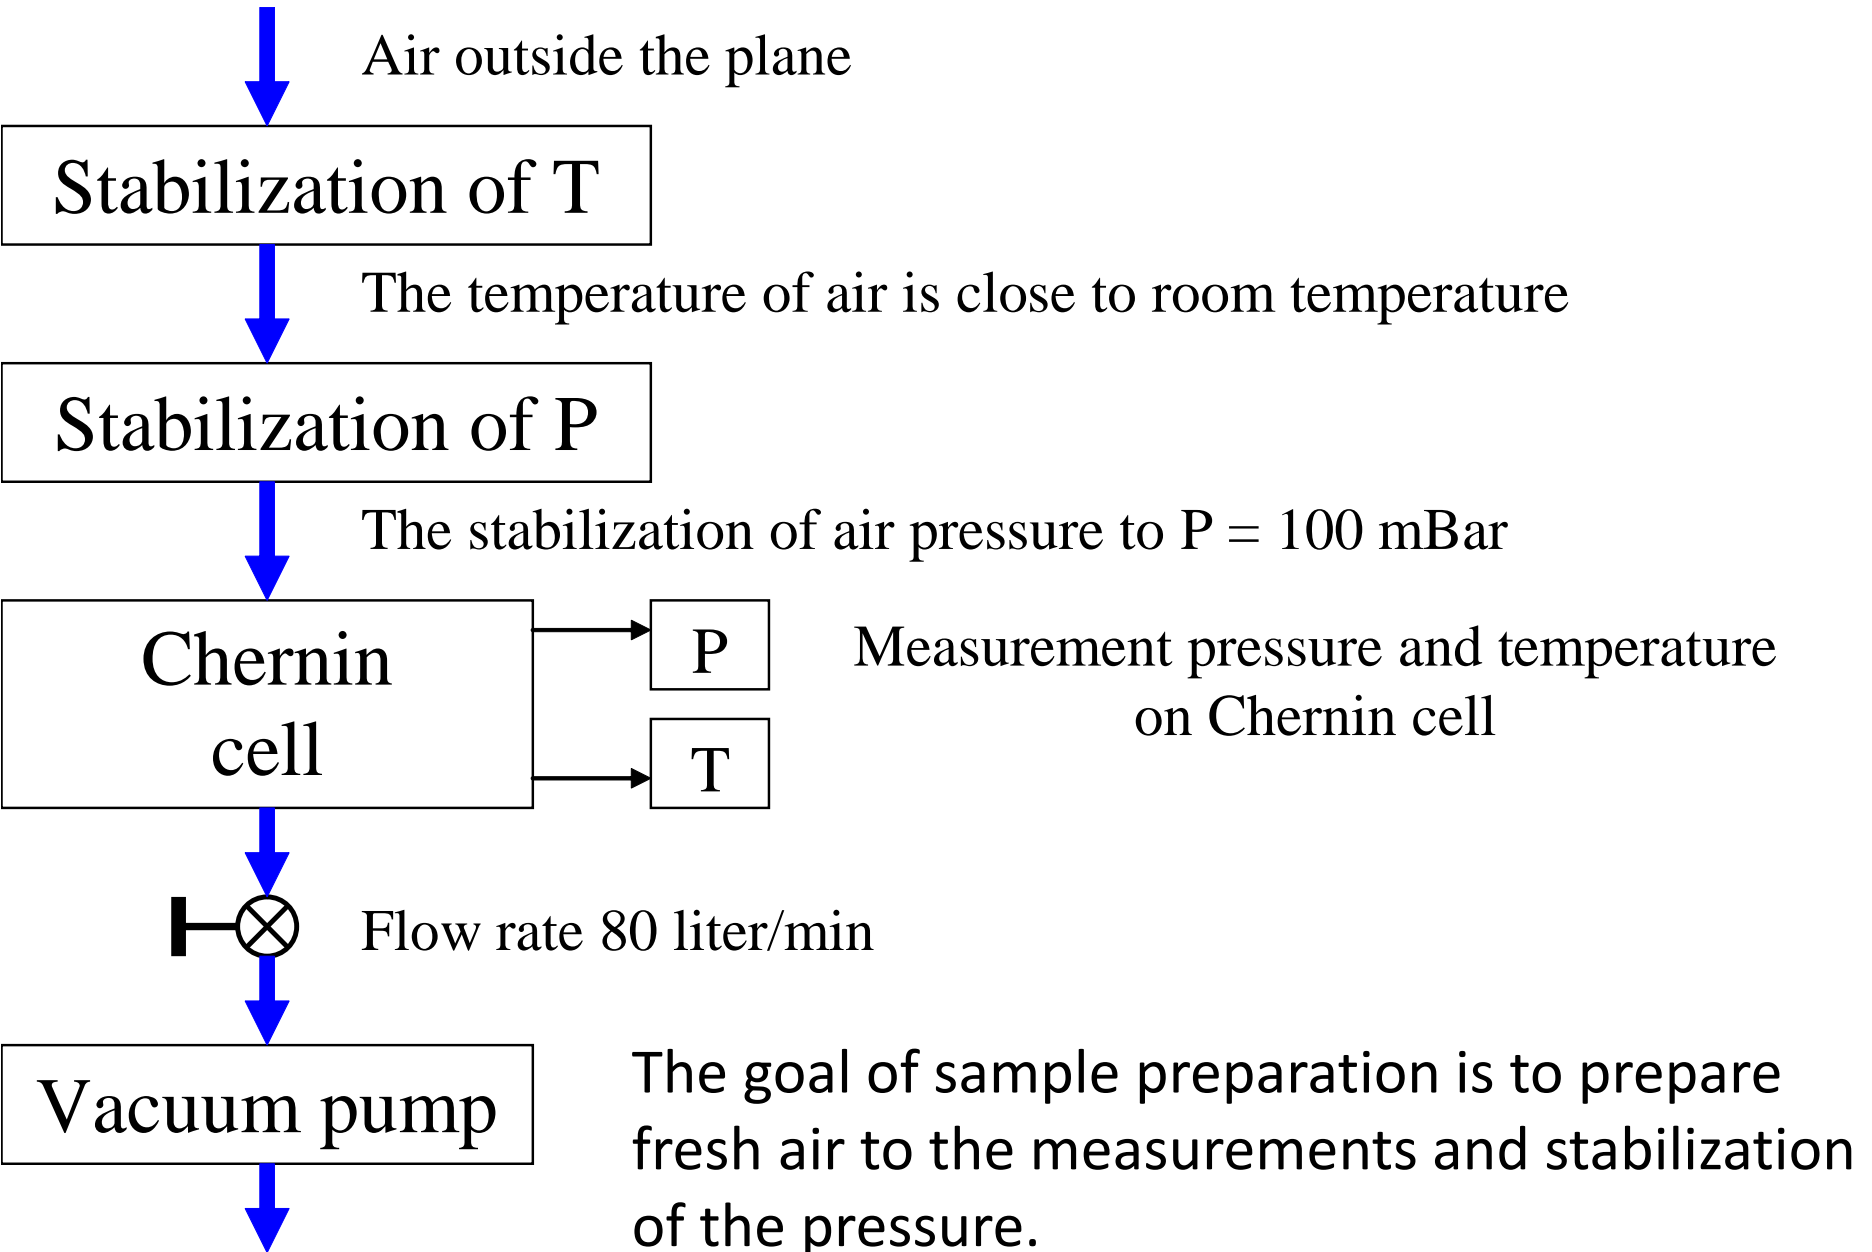 Air outside the plane
Stabilization of T
The temperature of air is close to room temperature
Stabilization of P
The stabilization of air pressure to P = 100 mBar
Chernin
cell
P
T
Measurement pressure and temperature
on Chernin cell
Flow rate 80 liter/min
Vacuum pump
The goal of sample preparation is to prepare
fresh air to the measurements and stabilization
of the pressure.